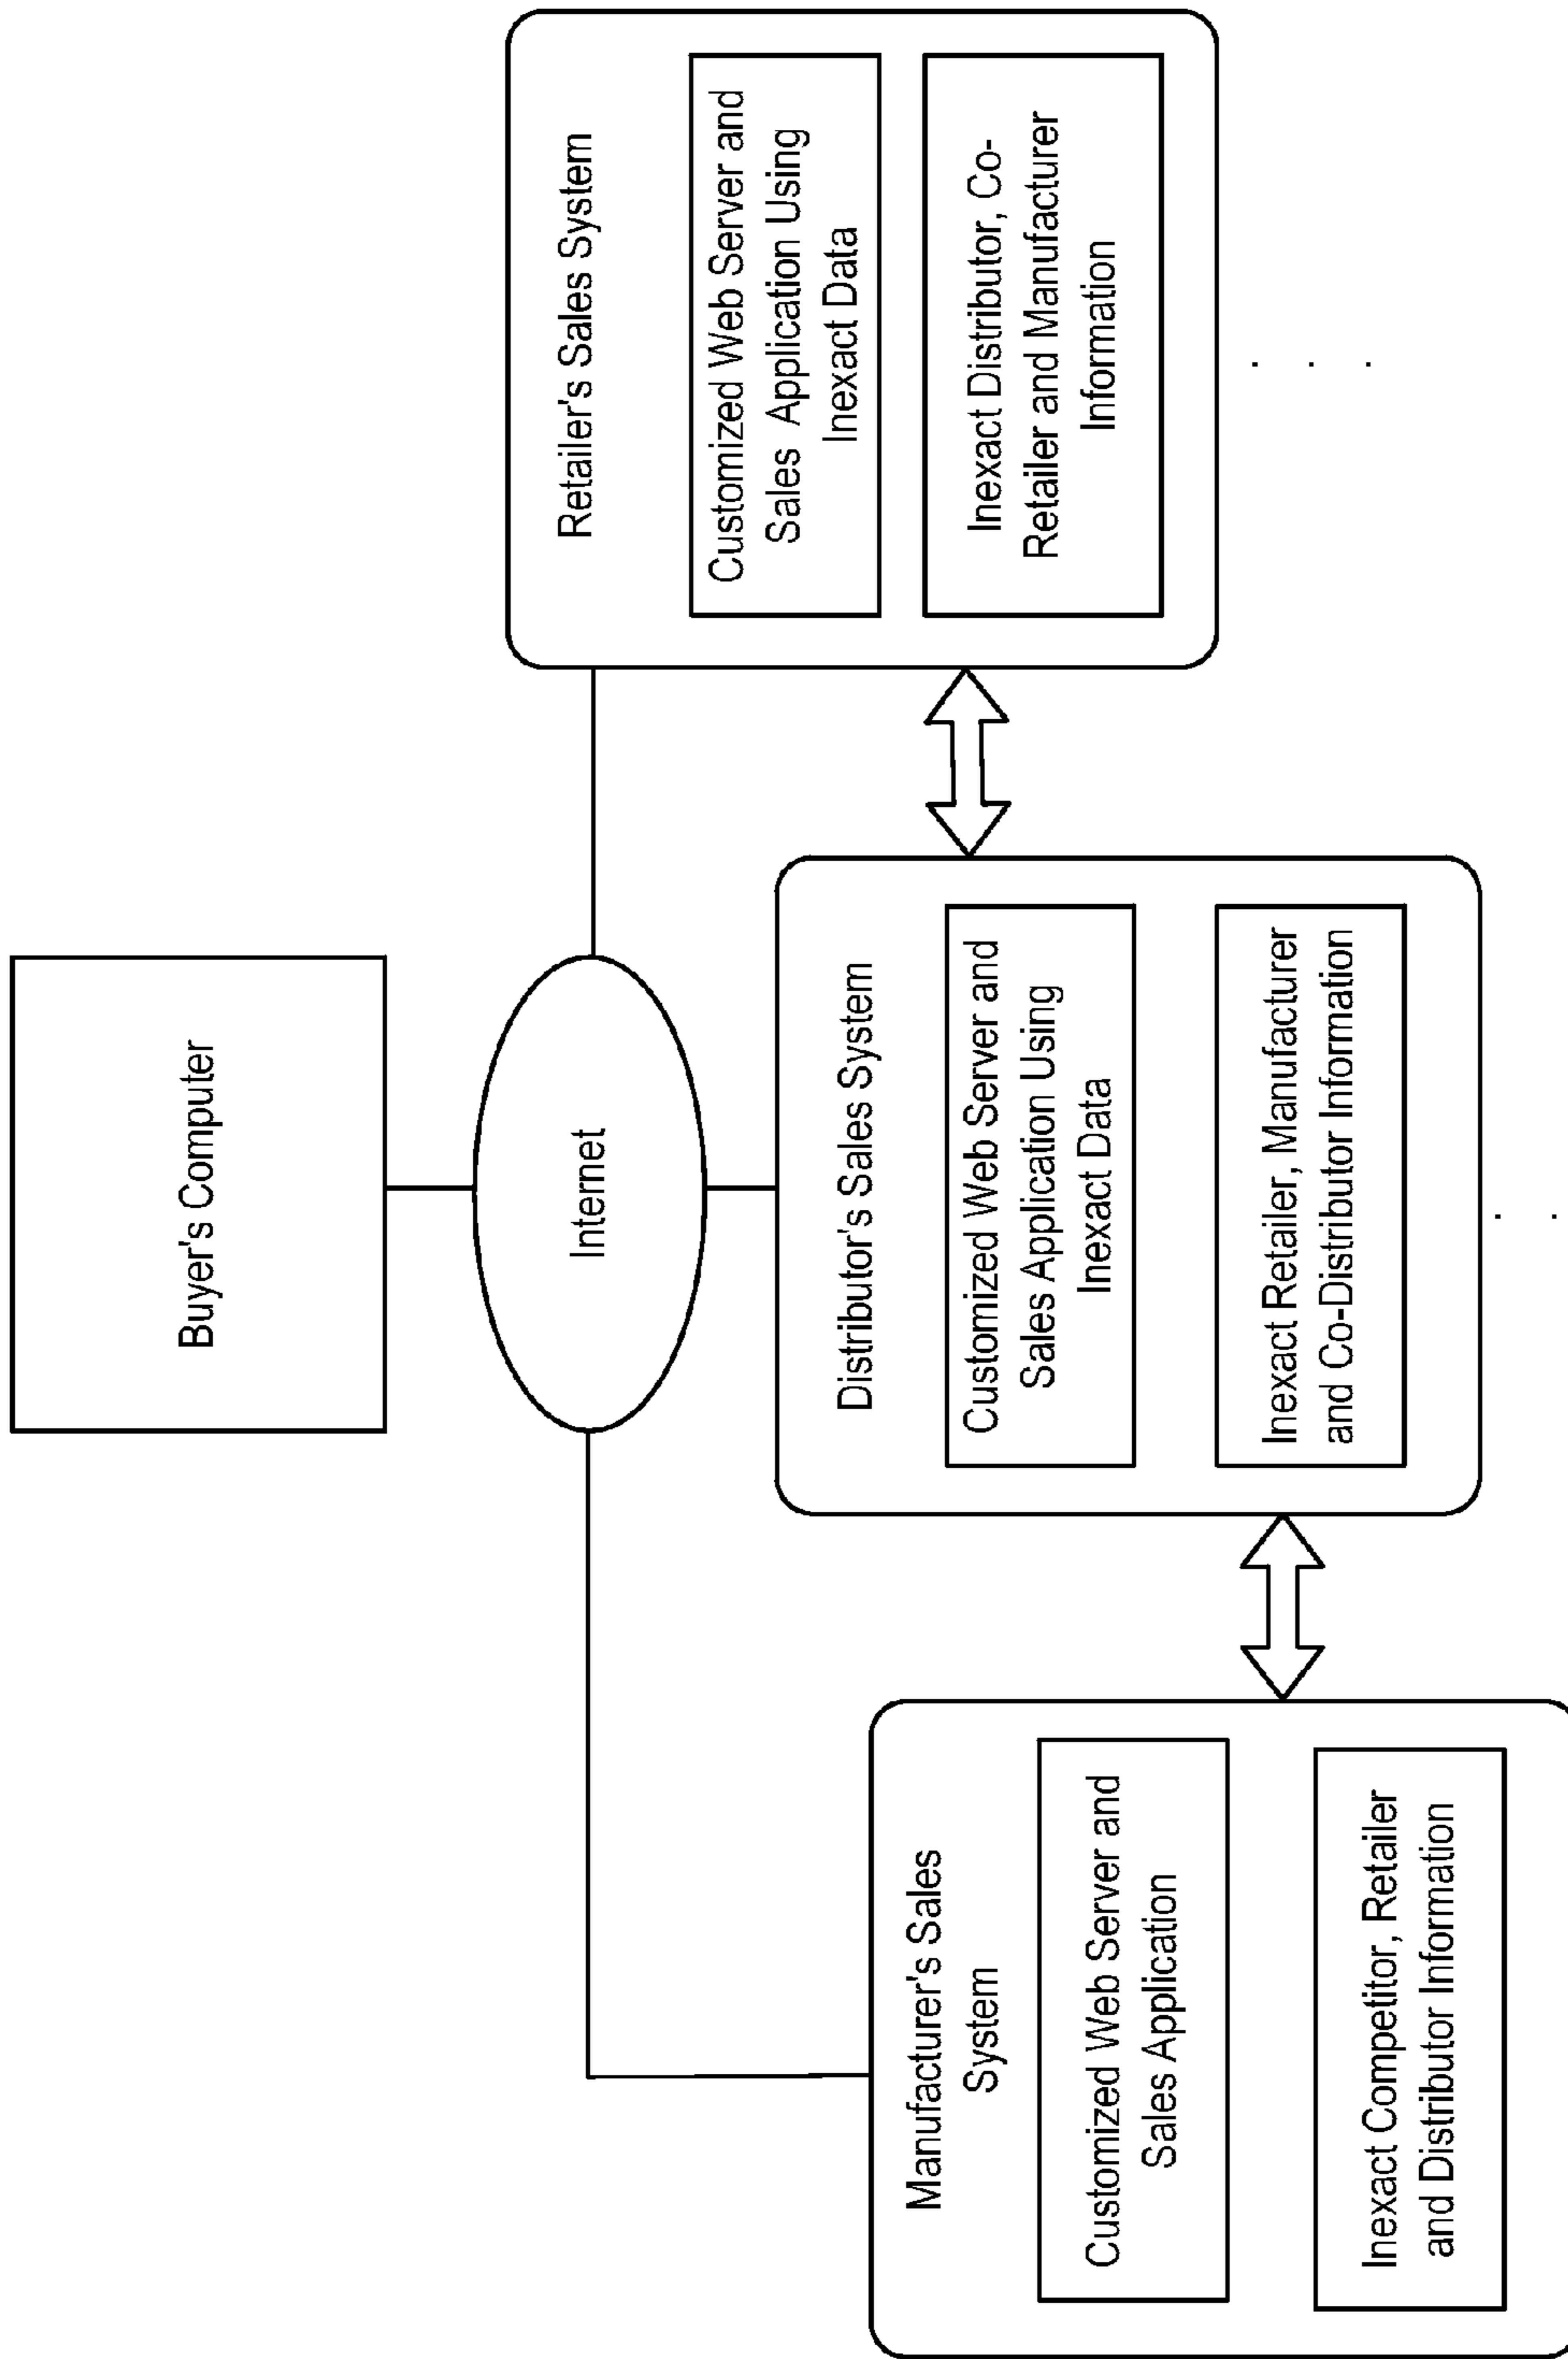 Buyer's Computer
Internet
Manufacturer's Sales
System
Customized Web Server and
Sales Application
Inexact Competitor, Retailer
and Distributor Information
Distributor's Sales System
Customized Web Server and
Sales Application Using
Inexact Data
Inexact Retailer, Manufacturer
and Co-Distributor Information
Retailer's Sales System
Customized Web Server and
Sales Application Using
Inexact Data
Inexact Distributor, Co-
Retailer and Manufacturer
Information